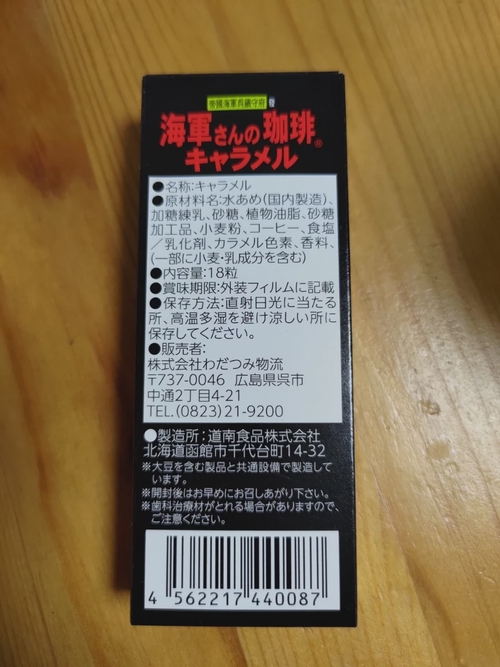 帝國海軍呉鎮守府
海軍さんの珈琲®
キャラメル
●名称:キャラメル
●原材料名:水あめ(国内製造)、
加糖練乳、砂糖、植物油脂、砂糖
加工品、小麦粉、コーヒー、食塩
/乳化剤、カラメル色素、香料、
(一部に小麦・乳成分を含む)
●内容量:18粒
●賞味期限:外装フィルムに記載
●保存方法:直射日光に当たる
所、高温多湿を避け涼しい所に
保存してください。
●販売者:
株式会社わだつみ物流
〒737-0046 広島県呉市
中通2丁目4-21
TEL.(0823)21-9200
●製造所:道南食品株式会社
北海道函館市千代台町14-32
※大豆を含む製品と共通設備で製造して
います。
※開封後はお早めにお召しあがり下さい。
※歯科治療材がとれる場合がありますので、
ご注意ください。
4 562217 440087